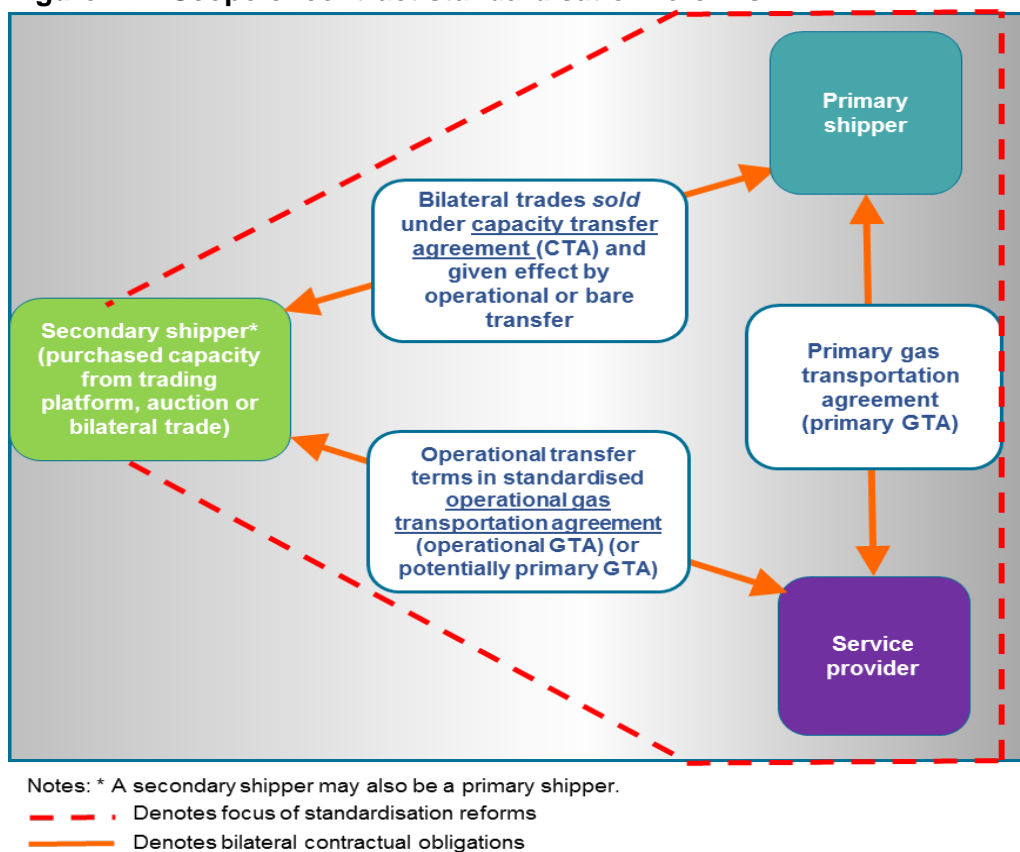 Primary
shipper
Bilateral trades sold
under capacity transfer
agreement (CTA) and
given effect by
operational or bare
transfer
Secondary shipper*
(purchased capacity
from trading
platform, auction or
bilateral trade)
Primary gas
transportation
agreement
(primary GTA)
Operational transfer
terms in standardised
operational gas
transportation agreement
(operational GTA) (or
potentially primary GTA)
Service
provider
Notes: * A secondary shipper may also be a primary shipper.
Denotes focus of standardisation reforms
Denotes bilateral contractual obligations